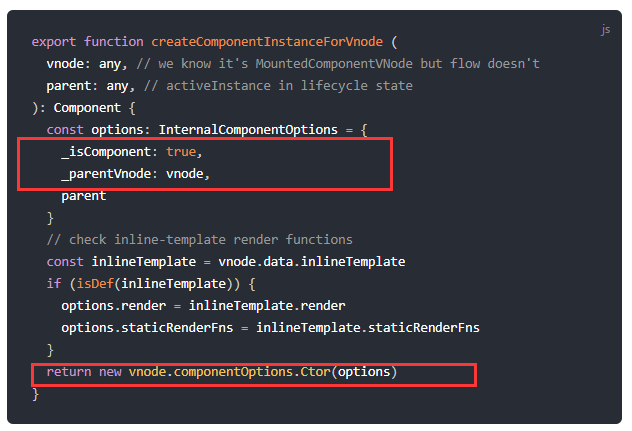 js
export function createComponentInstanceForVnode (
  vnode: any, // we know it's MountedComponentVNode but flow doesn't
  parent: any, // activeInstance in lifecycle state
): Component {
  const options: InternalComponentOptions = {
    _isComponent: true,
    _parentVnode: vnode,
    parent
  }
  // check inline-template render functions
  const inlineTemplate = vnode.data.inlineTemplate
  if (isDef(inlineTemplate)) {
    options.render = inlineTemplate.render
    options.staticRenderFns = inlineTemplate.staticRenderFns
  }
  return new vnode.componentOptions.Ctor(options)
}